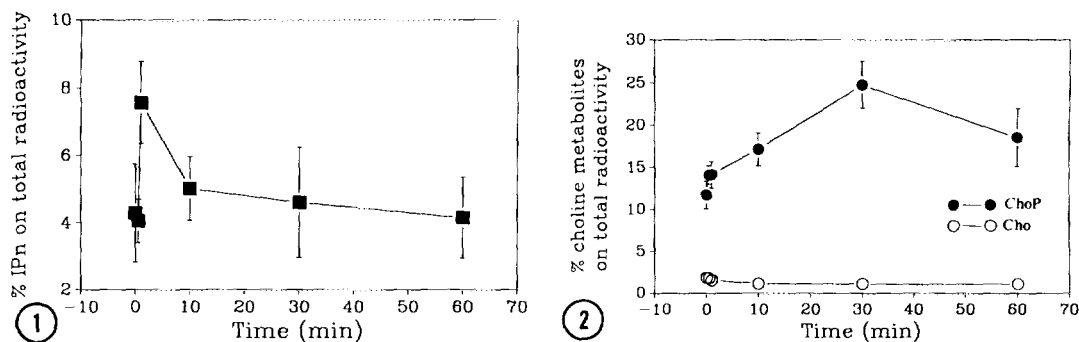 % IPn on total radioactivity
10
8
6
4
2
−10 0 10 20 30 40 50 60 70
Time (min)
1
% choline metabolites
on total radioactivity
30
25
20
15
10
5
0
ChoP
Cho
−10 0 10 20 30 40 50 60 70
Time (min)
2